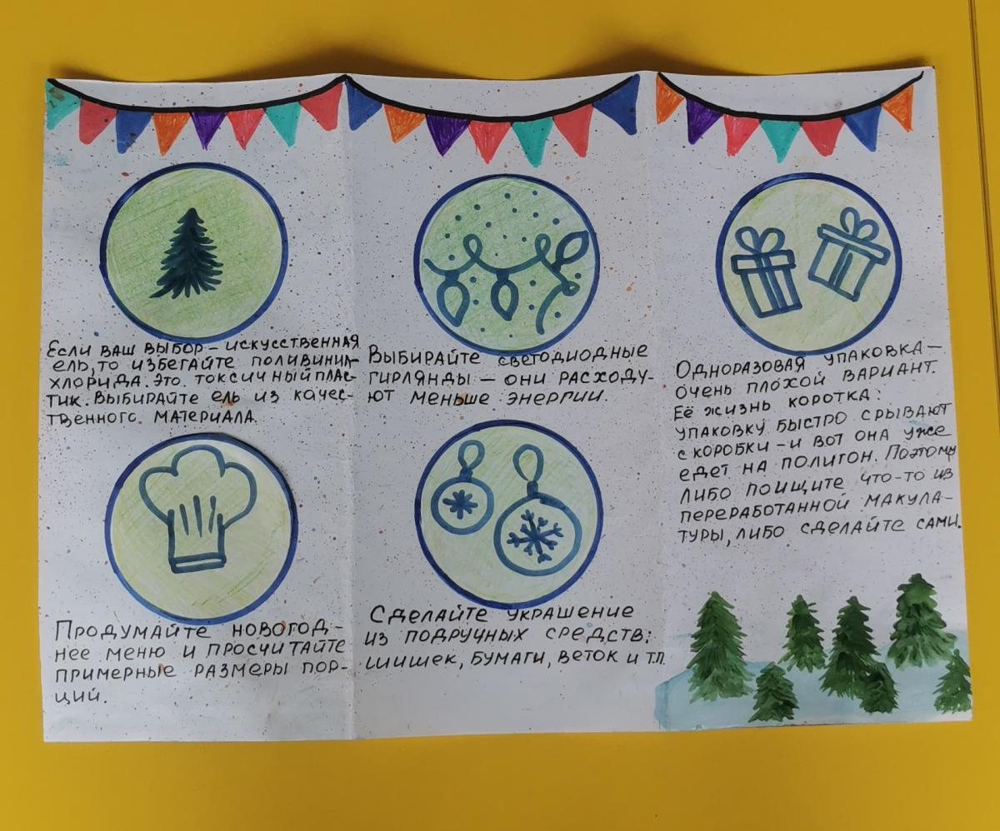 Если ваш выбор – искусственная
ель, то избегайте поливинил-
хлорида. Это токсичный плас-
тик. Выбирайте ель из качес-
твенного материала.
Продумайте новогод-
нее меню и просчитайте
примерные размеры пор-
ций.
Выбирайте светодиодные
гирлянды – они расходу-
ют меньше энергии.
Сделайте украшение
из подручных средств:
шишек, бумаги, веток и т.п.
Одноразовая упаковка –
очень плохой вариант.
Её жизнь коротка:
упаковку быстро срывают
с коробки – и вот она уже
едет на полигон. Поэтому
либо поищите что-то из
переработанной макула-
туры, либо сделайте сами.